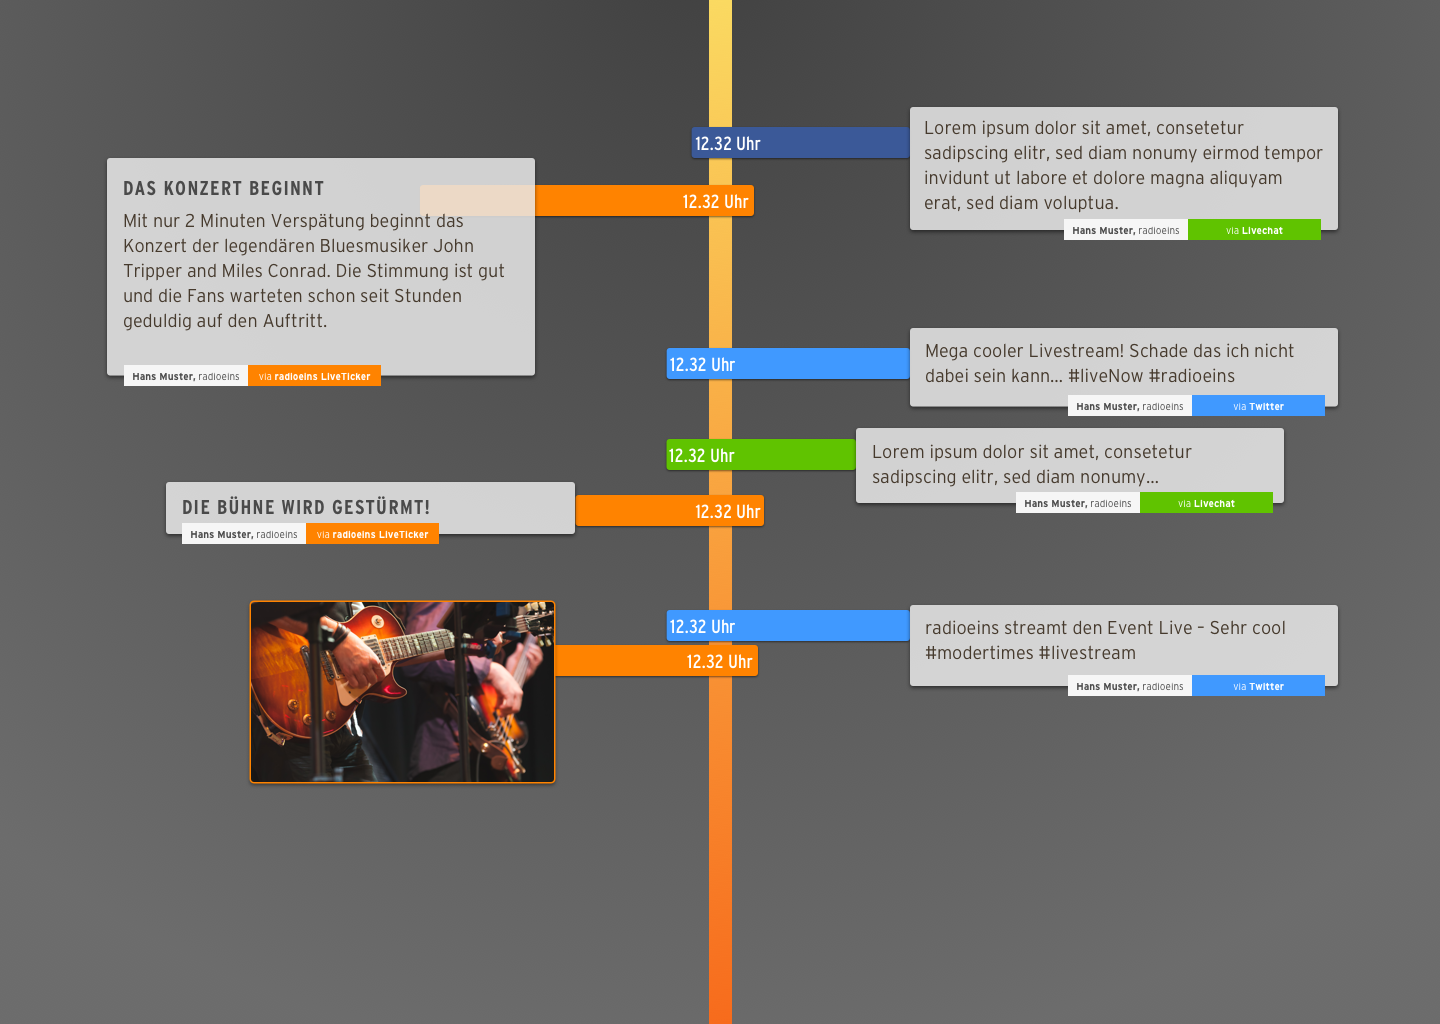 12.32 Uhr
Lorem ipsum dolor sit amet, consetetur
sadipscing elitr, sed diam nonumy eirmod tempor
invidunt ut labore et dolore magna aliquyam
erat, sed diam voluptua.
Hans Muster, radioeins via Livechat
DAS KONZERT BEGINNT
Mit nur 2 Minuten Verspätung beginnt das
Konzert der legendären Bluesmusiker John
Tripper and Miles Conrad. Die Stimmung ist gut
und die Fans warteten schon seit Stunden
geduldig auf den Auftritt.
Hans Muster, radioeins via radioeins LiveTicker
12.32 Uhr
12.32 Uhr
Mega cooler Livestream! Schade das ich nicht
dabei sein kann... #liveNow #radioeins
Hans Muster, radioeins via Twitter
12.32 Uhr
Lorem ipsum dolor sit amet, consetetur
sadipscing elitr, sed diam nonumy...
Hans Muster, radioeins via Livechat
DIE BÜHNE WIRD GESTÜRMT!
Hans Muster, radioeins via radioeins LiveTicker
12.32 Uhr
12.32 Uhr
radioeins streamt den Event Live – Sehr cool
#modertimes #livestream
Hans Muster, radioeins via Twitter
12.32 Uhr